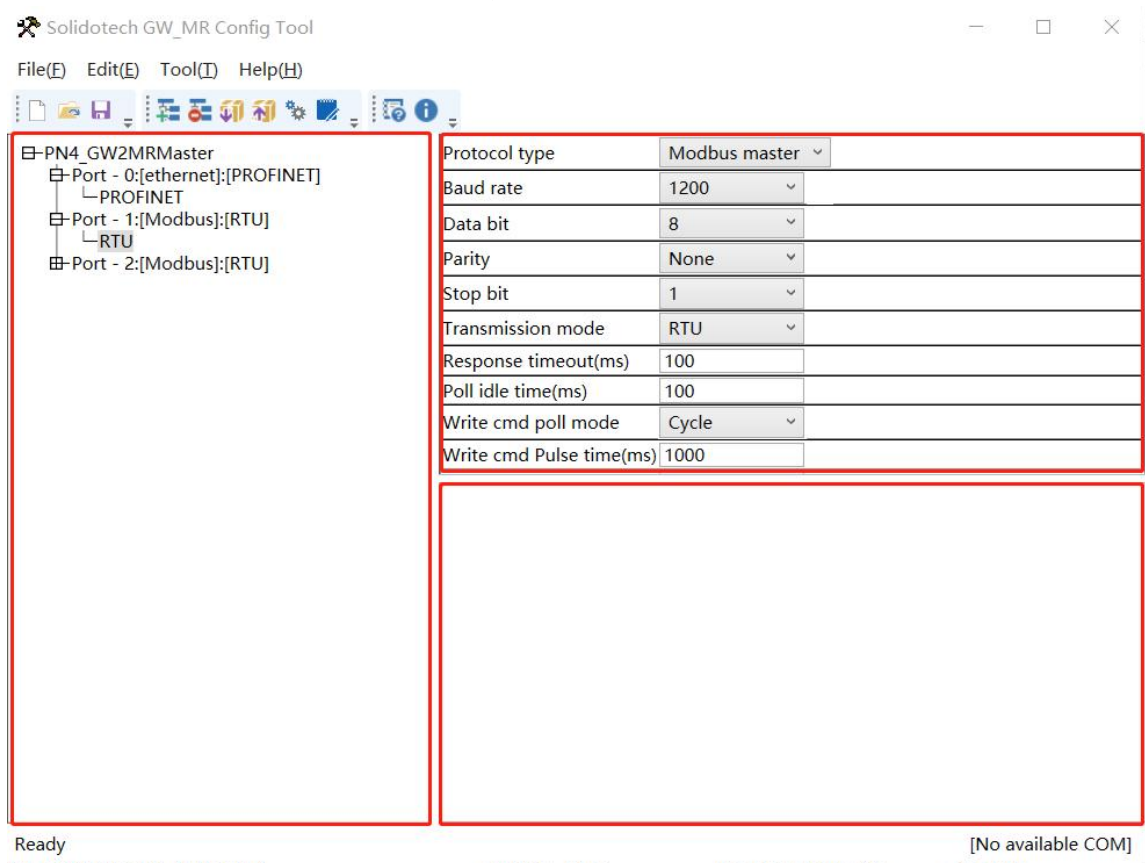 Solidotech GW_MR Config Tool
File(F) Edit(E) Tool(T) Help(H)
PN4_GW2MRMaster
Port - 0:[ethernet]:[PROFINET]
PROFINET
Port - 1:[Modbus]:[RTU]
RTU
Port - 2:[Modbus]:[RTU]
Protocol type Modbus master
Baud rate 1200
Data bit 8
Parity None
Stop bit 1
Transmission mode RTU
Response timeout(ms) 100
Poll idle time(ms) 100
Write cmd poll mode Cycle
Write cmd Pulse time(ms) 1000
Ready [No available COM]